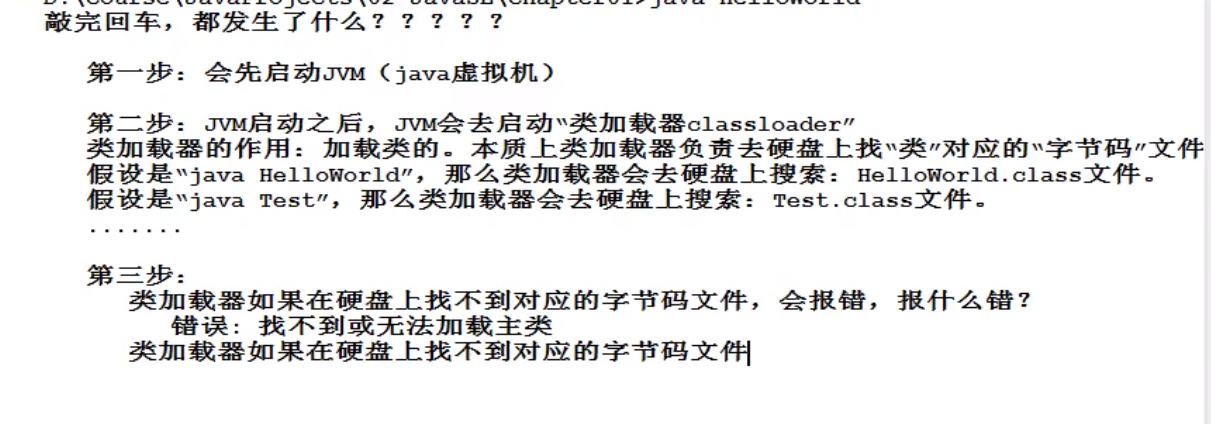 D:\Course\JavaProjects\02-JavaSE\Chapter01>java HelloWorld
敲完回车，都发生了什么？？？？？
第一步：会先启动JVM（java虚拟机）
第二步：JVM启动之后，JVM会去启动“类加载器classloader”
类加载器的作用：加载类的。本质上类加载器负责去硬盘上找“类”对应的“字节码”文件
假设是“java HelloWorld”，那么类加载器会去硬盘上搜索：HelloWorld.class文件。
假设是“java Test”，那么类加载器会去硬盘上搜索：Test.class文件。
.......
第三步：
类加载器如果在硬盘上找不到对应的字节码文件，会报错，报什么错？
错误: 找不到或无法加载主类
类加载器如果在硬盘上找不到对应的字节码文件